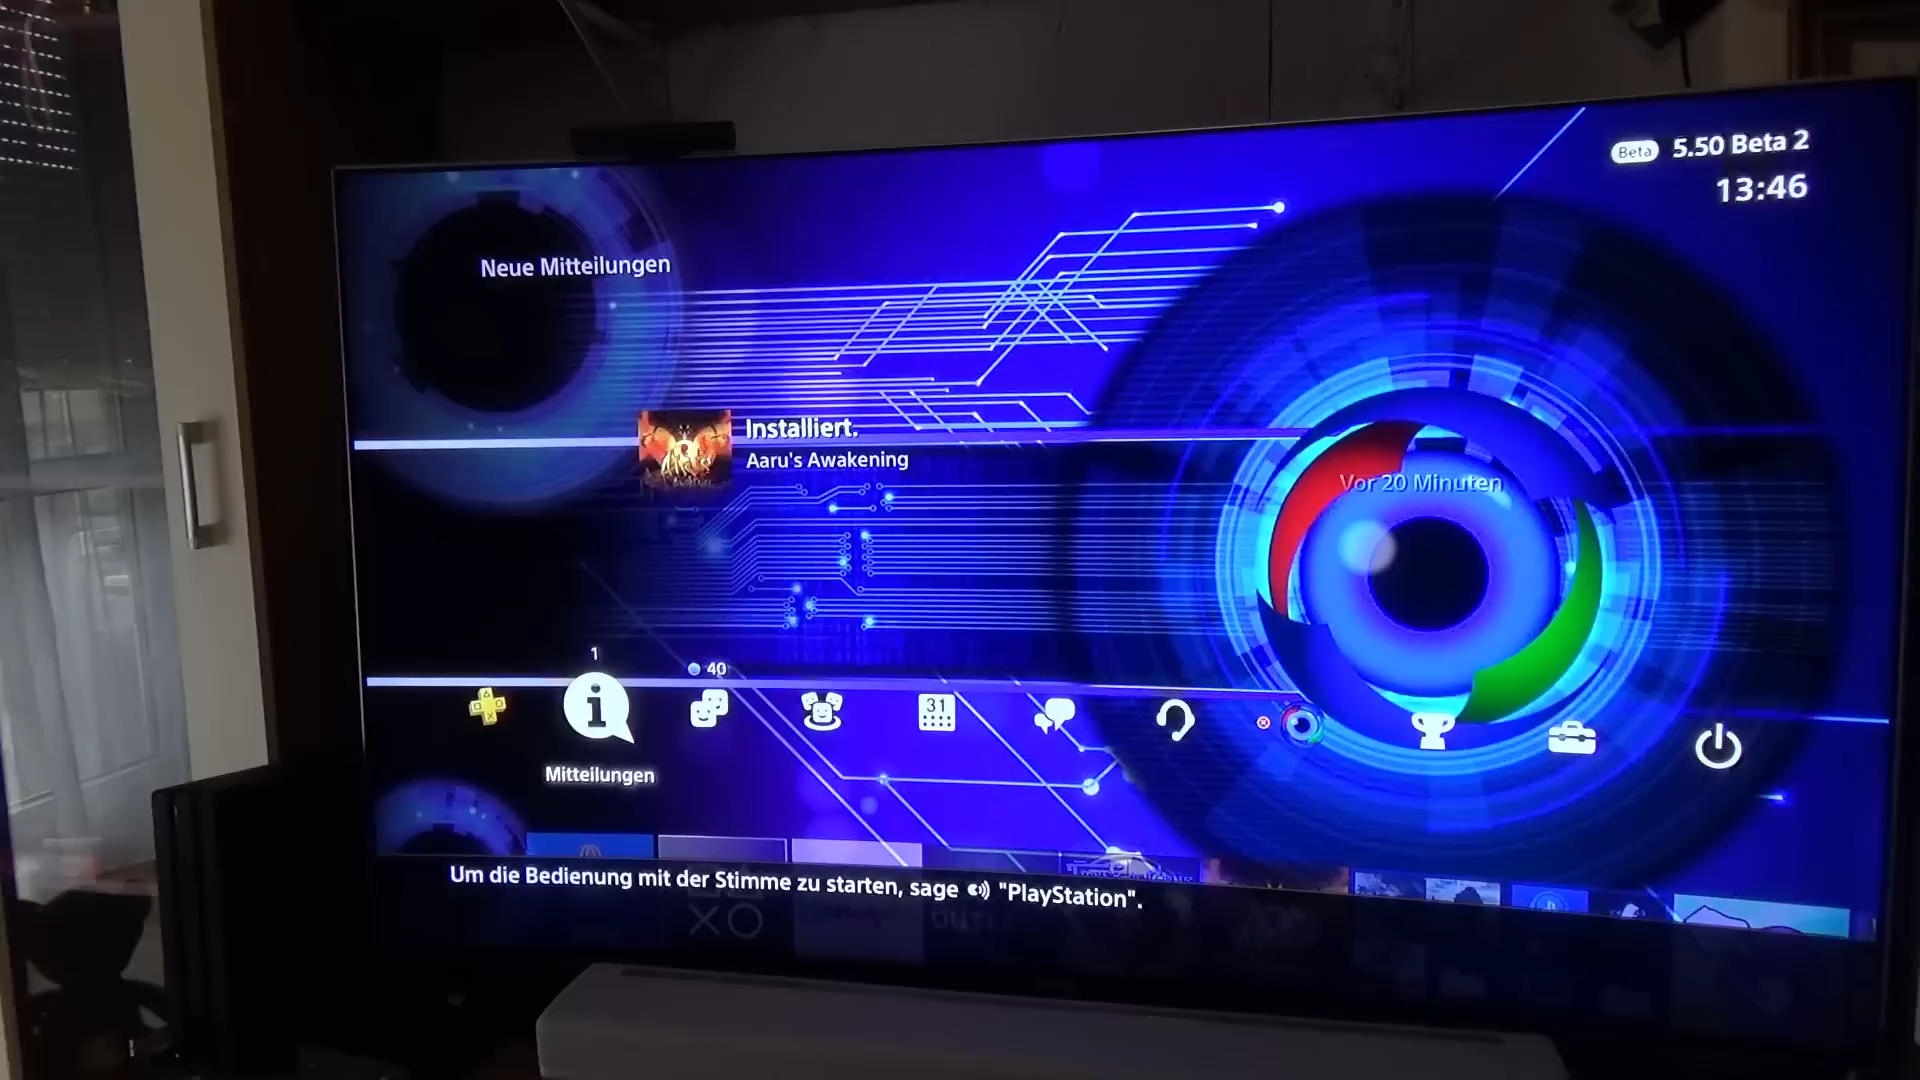 Beta 5.50 Beta 2
13:46
Neue Mitteilungen
Installiert.
Aaru's Awakening
Vor 20 Minuten
1
40
31
Mitteilungen
Um die Bedienung mit der Stimme zu starten, sage "PlayStation".